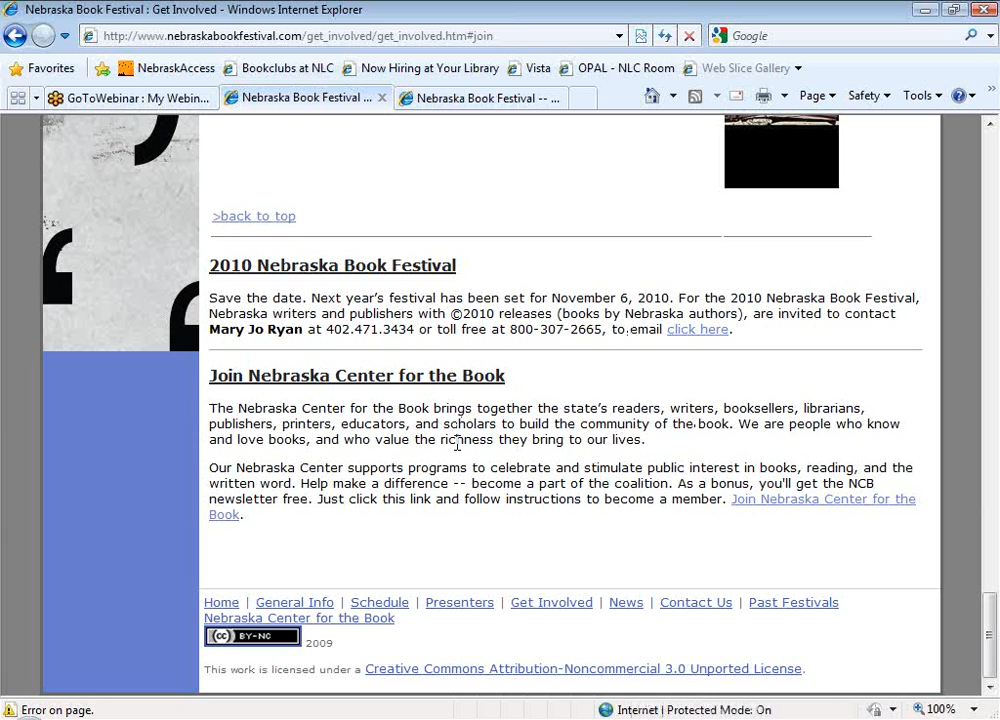 Nebraska Book Festival : Get Involved - Windows Internet Explorer
http://www.nebraskabookfestival.com/get_involved/get_involved.htm#join
Google
Favorites NebraskAccess Bookclubs at NLC Now Hiring at Your Library Vista OPAL - NLC Room Web Slice Gallery
GoToWebinar : My Webin... Nebraska Book Festival ... Nebraska Book Festival -- ... Page Safety Tools
>back to top
2010 Nebraska Book Festival
Save the date. Next year's festival has been set for November 6, 2010. For the 2010 Nebraska Book Festival,
Nebraska writers and publishers with ©2010 releases (books by Nebraska authors), are invited to contact
Mary Jo Ryan at 402.471.3434 or toll free at 800-307-2665, to email click here.
Join Nebraska Center for the Book
The Nebraska Center for the Book brings together the state's readers, writers, booksellers, librarians,
publishers, printers, educators, and scholars to build the community of the book. We are people who know
and love books, and who value the richness they bring to our lives.
Our Nebraska Center supports programs to celebrate and stimulate public interest in books, reading, and the
written word. Help make a difference -- become a part of the coalition. As a bonus, you'll get the NCB
newsletter free. Just click this link and follow instructions to become a member. Join Nebraska Center for the
Book.
Home | General Info | Schedule | Presenters | Get Involved | News | Contact Us | Past Festivals
Nebraska Center for the Book
(cc) BY-NC 2009
This work is licensed under a Creative Commons Attribution-Noncommercial 3.0 Unported License.
Error on page. Internet | Protected Mode: On 100%